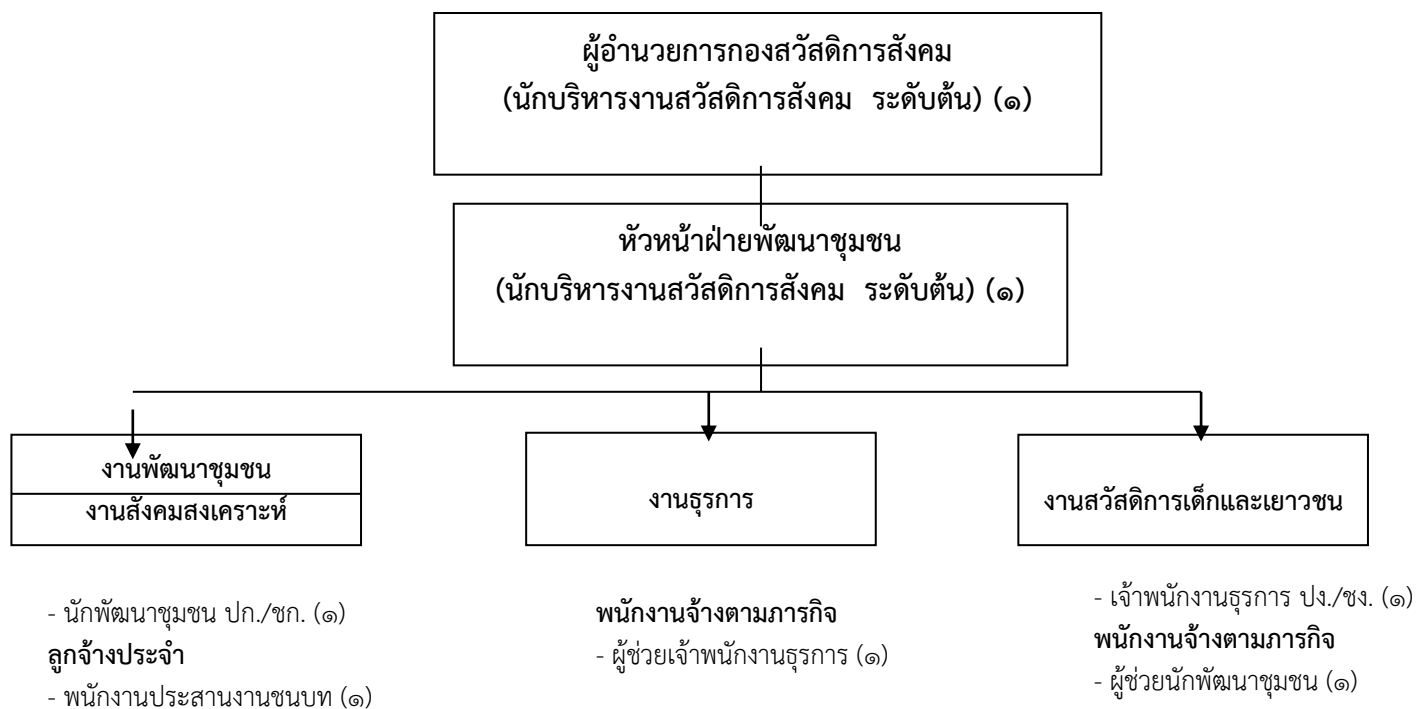 ผู้อำนวยการกองสวัสดิการสังคม
(นักบริหารงานสวัสดิการสังคม ระดับต้น) (๑)
หัวหน้าฝ่ายพัฒนาชุมชน
(นักบริหารงานสวัสดิการสังคม ระดับต้น) (๑)
งานพัฒนาชุมชน
งานสังคมสงเคราะห์
- นักพัฒนาชุมชน ปก./ชก. (๑)
ลูกจ้างประจำ
- พนักงานประสานงานชนบท (๑)
งานธุรการ
พนักงานจ้างตามภารกิจ
- ผู้ช่วยเจ้าพนักงานธุรการ (๑)
งานสวัสดิการเด็กและเยาวชน
- เจ้าพนักงานธุรการ ปง./ชง. (๑)
พนักงานจ้างตามภารกิจ
- ผู้ช่วยนักพัฒนาชุมชน (๑)